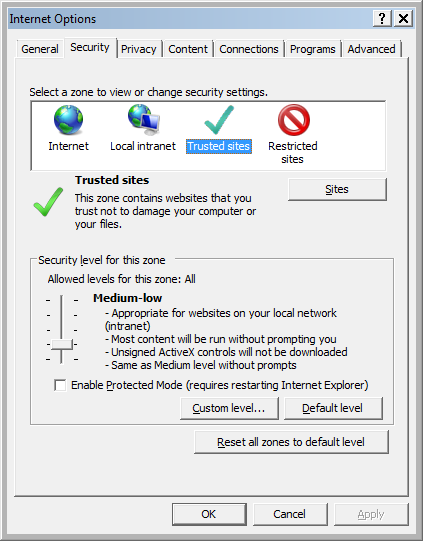 Internet Options
General Security Privacy Content Connections Programs Advanced
Select a zone to view or change security settings.
Internet Local intranet Trusted sites Restricted
sites
Trusted sites
Sites
This zone contains websites that you
trust not to damage your computer or
your files.
Security level for this zone
Allowed levels for this zone: All
Medium-low
- Appropriate for websites on your local network
(intranet)
- Most content will be run without prompting you
- Unsigned ActiveX controls will not be downloaded
- Same as Medium level without prompts
Enable Protected Mode (requires restarting Internet Explorer)
Custom level... Default level
Reset all zones to default level
OK Cancel Apply